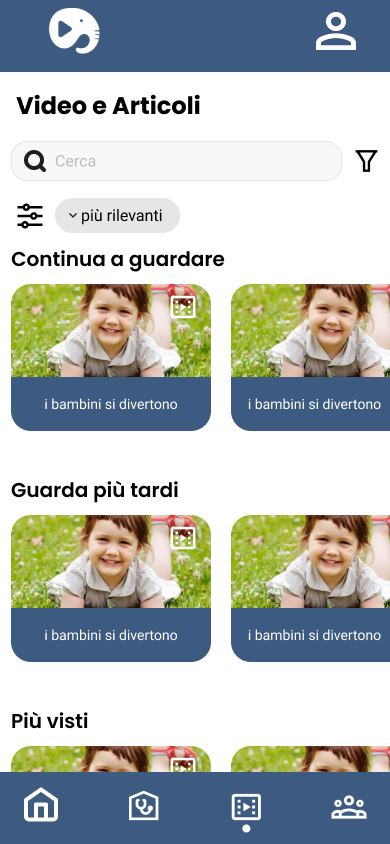 Video e Articoli
Cerca
più rilevanti
Continua a guardare
i bambini si divertono
i bambini si divertono
Guarda più tardi
i bambini si divertono
i bambini si divertono
Più visti